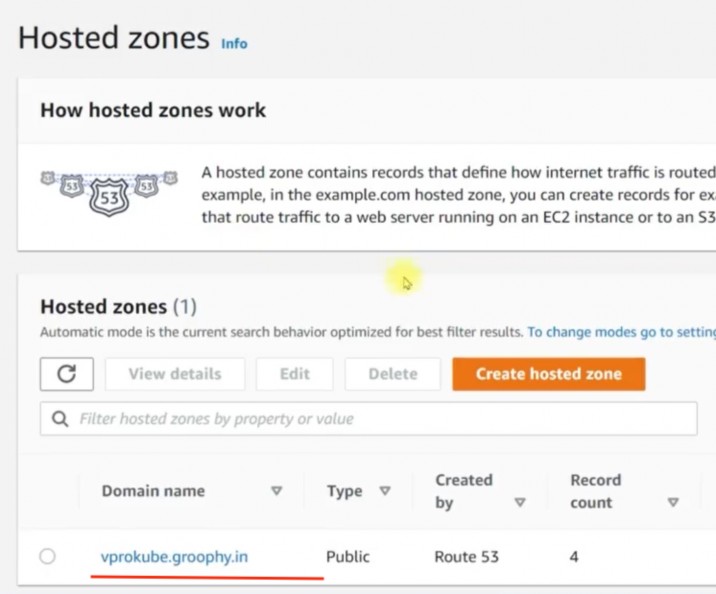 Hosted zones Info
How hosted zones work
A hosted zone contains records that define how internet traffic is routed
example, in the example.com hosted zone, you can create records for ex
that route traffic to a web server running on an EC2 instance or to an S3
53 53 53
Hosted zones (1)
Automatic mode is the current search behavior optimized for best filter results. To change modes go to setting
View details Edit Delete Create hosted zone
Filter hosted zones by property or value
Domain name Type Created by Record count
vprokube.groophy.in Public Route 53 4